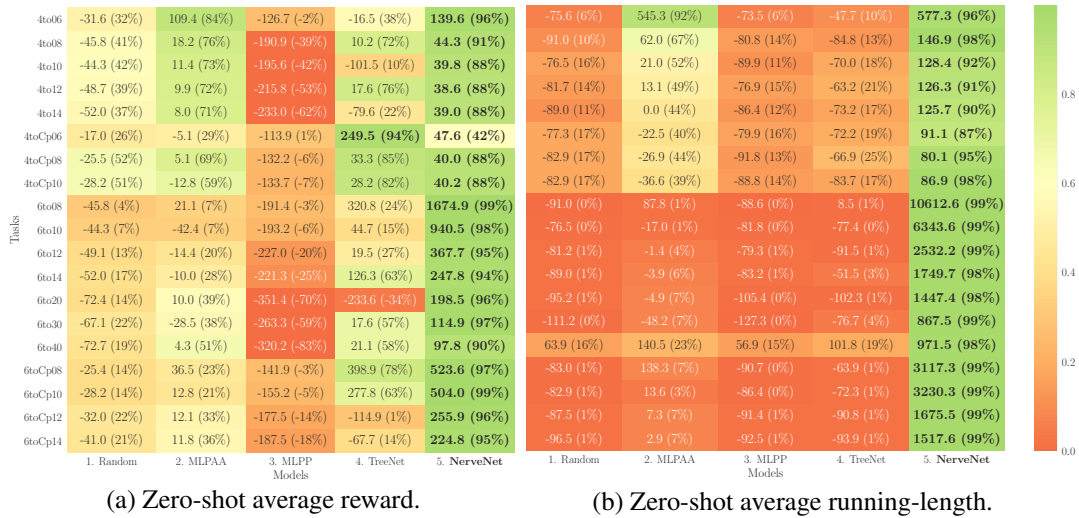 4to06 -31.6 (32%) 109.4 (84%) -126.7 (-2%) -16.5 (38%) 139.6 (96%) -75.6 (6%) 545.3 (92%) -73.5 (6%) -47.7 (10%) 577.3 (96%)
4to08 -45.8 (41%) 18.2 (76%) -190.9 (-39%) 10.2 (72%) 44.3 (91%) -91.0 (10%) 62.0 (67%) -80.8 (14%) -84.8 (13%) 146.9 (98%)
4to10 -44.3 (42%) 11.4 (73%) -195.6 (-42%) -101.5 (10%) 39.8 (88%) -76.5 (16%) 21.0 (52%) -89.9 (11%) -70.0 (18%) 128.4 (92%)
4to12 -48.7 (39%) 9.9 (72%) -215.8 (-53%) 17.6 (76%) 38.6 (88%) -81.7 (14%) 13.1 (49%) -76.9 (15%) -63.2 (21%) 126.3 (91%)
4to14 -52.0 (37%) 8.0 (71%) -233.0 (-62%) -79.6 (22%) 39.0 (88%) -89.0 (11%) 0.0 (44%) -86.4 (12%) -73.2 (17%) 125.7 (90%)
4toCp06 -17.0 (26%) -5.1 (29%) -113.9 (1%) 249.5 (94%) 47.6 (42%) -77.3 (17%) -22.5 (40%) -79.9 (16%) -72.2 (19%) 91.1 (87%)
4toCp08 -25.5 (52%) 5.1 (69%) -132.2 (-6%) 33.3 (85%) 40.0 (88%) -82.9 (17%) -26.9 (44%) -91.8 (13%) -66.9 (25%) 80.1 (95%)
4toCp10 -28.2 (51%) -12.8 (59%) -133.7 (-7%) 28.2 (82%) 40.2 (88%) -82.9 (17%) -36.6 (39%) -88.8 (14%) -83.7 (17%) 86.9 (98%)
6to08 -45.8 (4%) 21.1 (7%) -191.4 (-3%) 320.8 (24%) 1674.9 (99%) -91.0 (0%) 87.8 (1%) -88.6 (0%) 8.5 (1%) 10612.6 (99%)
6to10 -44.3 (7%) -42.4 (7%) -193.2 (-6%) 44.7 (15%) 940.5 (98%) -76.5 (0%) -17.0 (1%) -81.8 (0%) -77.4 (0%) 6343.6 (99%)
6to12 -49.1 (13%) -14.4 (20%) -227.0 (-20%) 19.5 (27%) 367.7 (95%) -81.2 (1%) -1.4 (4%) -79.3 (1%) -91.5 (1%) 2532.2 (99%)
6to14 -52.0 (17%) -10.0 (28%) -221.3 (-25%) 126.3 (63%) 247.8 (94%) -89.0 (1%) -3.9 (6%) -83.2 (1%) -51.5 (3%) 1749.7 (98%)
6to20 -72.4 (14%) 10.0 (39%) -351.4 (-70%) -233.6 (-34%) 198.5 (96%) -95.2 (1%) -4.9 (7%) -105.4 (0%) -102.3 (1%) 1447.4 (98%)
6to30 -67.1 (22%) -28.5 (38%) -263.3 (-59%) 17.6 (57%) 114.9 (97%) -111.2 (0%) -48.2 (7%) -127.3 (0%) -76.7 (4%) 867.5 (99%)
6to40 -72.7 (19%) 4.3 (51%) -320.2 (-83%) 21.1 (58%) 97.8 (90%) 63.9 (16%) 140.5 (23%) 56.9 (15%) 101.8 (19%) 971.5 (98%)
6toCp08 -25.4 (14%) 36.5 (23%) -141.9 (-3%) 398.9 (78%) 523.6 (97%) -83.0 (1%) 138.3 (7%) -90.7 (0%) -63.9 (1%) 3117.3 (99%)
6toCp10 -28.2 (14%) 12.8 (21%) -155.2 (-5%) 277.8 (63%) 504.0 (99%) -82.9 (1%) 13.6 (3%) -86.4 (0%) -72.3 (1%) 3230.3 (99%)
6toCp12 -32.0 (22%) 12.1 (33%) -177.5 (-14%) -114.9 (1%) 255.9 (96%) -87.5 (1%) 7.3 (7%) -91.4 (1%) -90.8 (1%) 1675.5 (99%)
6toCp14 -41.0 (21%) 11.8 (36%) -187.5 (-18%) -67.7 (14%) 224.8 (95%) -96.5 (1%) 2.9 (7%) -92.5 (1%) -93.9 (1%) 1517.6 (99%)
Tasks
0.8
0.6
0.4
0.2
0.0
1. Random 2. MLPAA 3. MLPP 4. TreeNet 5. NerveNet 1. Random 2. MLPAA 3. MLPP 4. TreeNet 5. NerveNet
Models Models
(a) Zero-shot average reward. (b) Zero-shot average running-length.